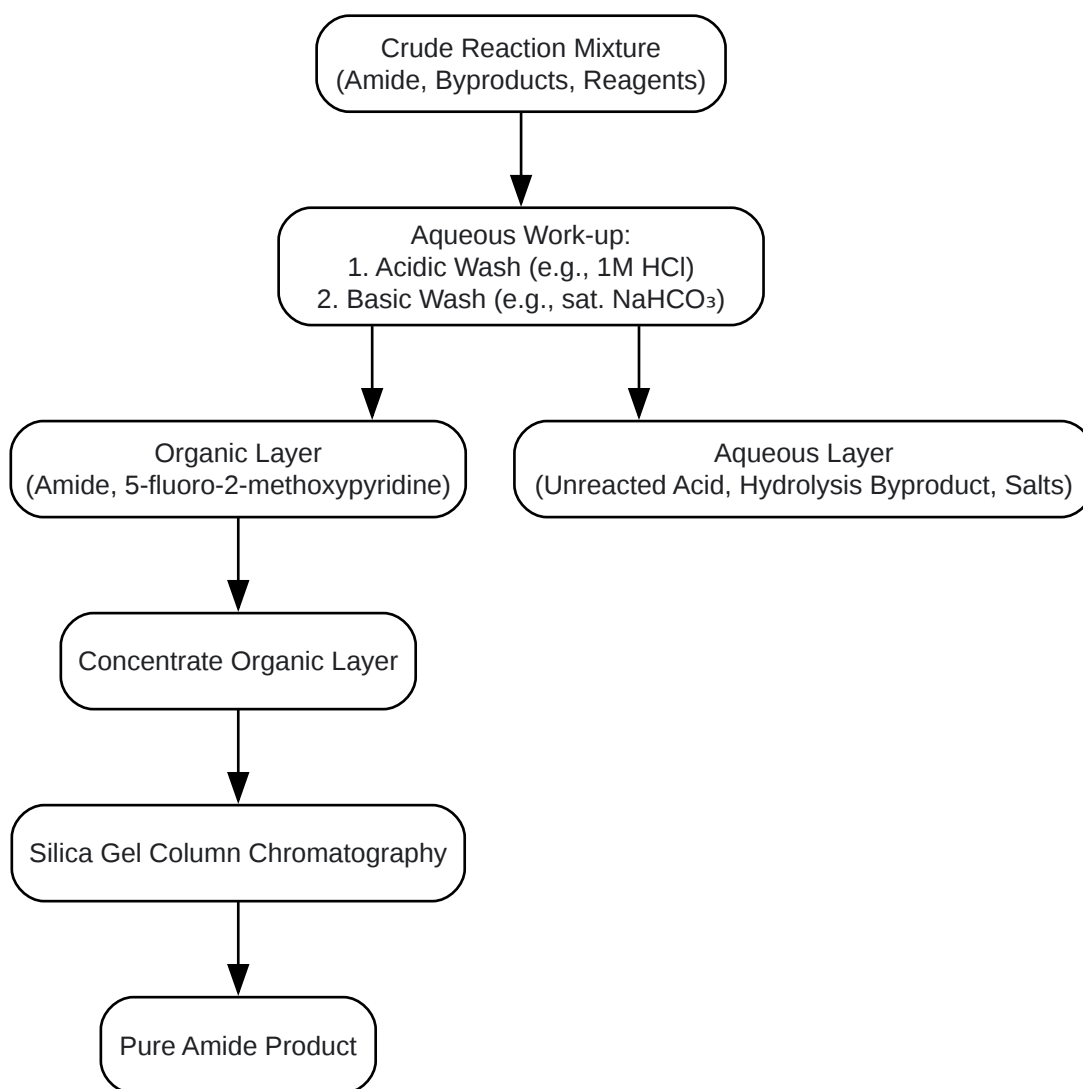 Crude Reaction Mixture
(Amide, Byproducts, Reagents)
Aqueous Work-up:
1. Acidic Wash (e.g., 1M HCl)
2. Basic Wash (e.g., sat. NaHCO₃)
Organic Layer
(Amide, 5-fluoro-2-methoxypyridine)
Aqueous Layer
(Unreacted Acid, Hydrolysis Byproduct, Salts)
Concentrate Organic Layer
Silica Gel Column Chromatography
Pure Amide Product